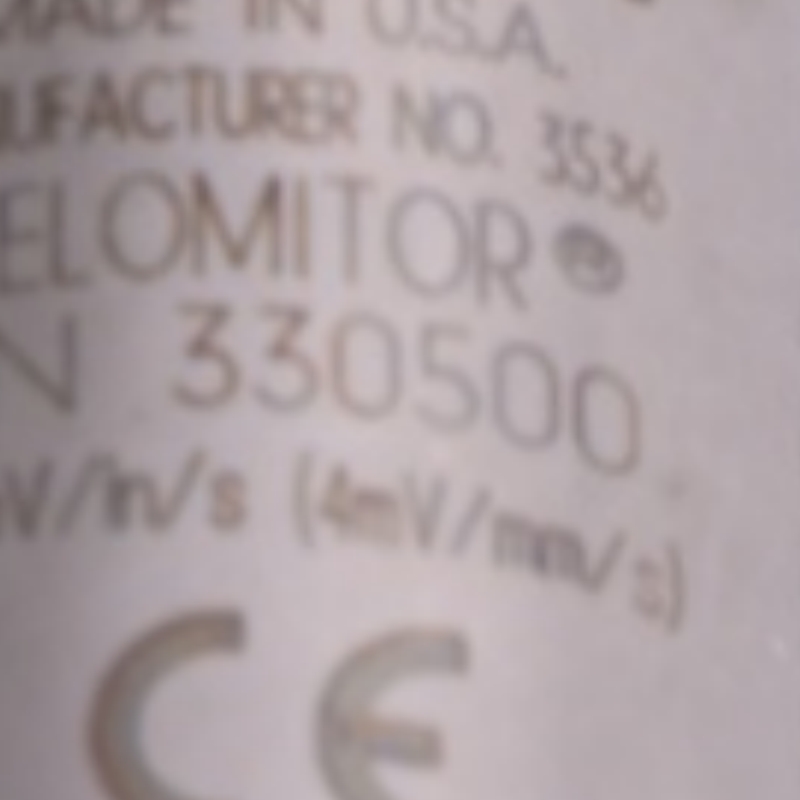 MADE IN U.S.A.
UFACTURER NO. 3536
ELOMITOR®
N 330500
V/in/s (4mV/mm/s)
CE